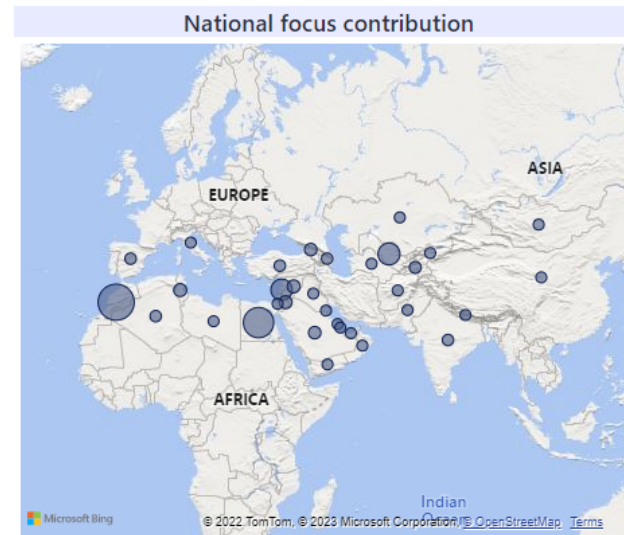 National focus contribution
ASIA
EUROPE
AFRICA
Indian
Microsoft Bing
© 2022 TomTom, © 2023 Microsoft Corporation, © OpenStreetMap Terms